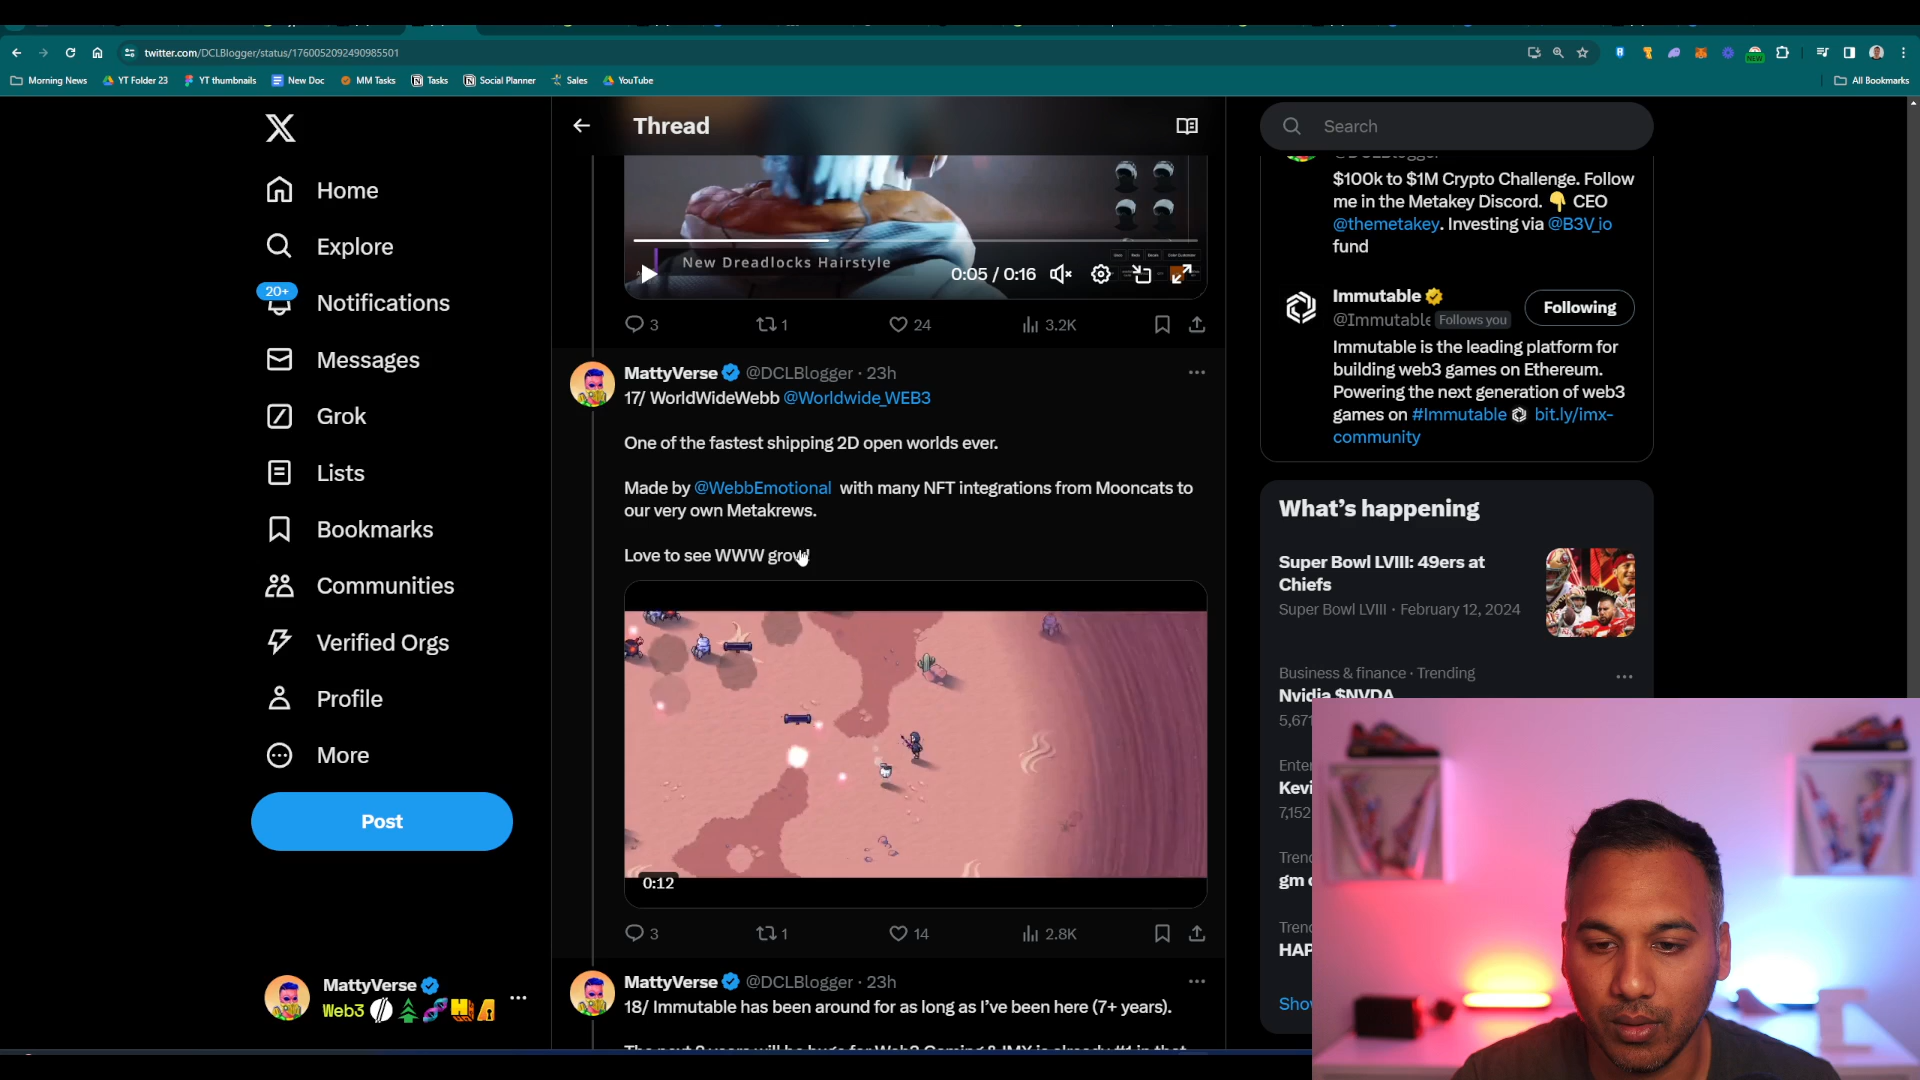 twitter.com/DCLBlogger/status/1760052092490985501
Morning News
YT Folder 23
YT thumbnails
New Doc
MM Tasks
Tasks
Social Planner
Sales
YouTube
All Bookmarks
NEW
Home
Explore
20+
Notifications
Messages
Grok
Lists
Bookmarks
Communities
Verified Orgs
Profile
More
Post
MattyVerse
Web3
Thread
New Dreadlocks Hairstyle
0:05 / 0:16
3
1
24
3.2K
MattyVerse @DCLBlogger · 23h
17/ WorldWideWebb @Worldwide_WEB3
One of the fastest shipping 2D open worlds ever.
Made by @WebbEmotional with many NFT integrations from Mooncats to
our very own Metakrews.
Love to see WWW grow!
0:12
3
1
14
2.8K
MattyVerse @DCLBlogger · 23h
18/ Immutable has been around for as long as I've been here (7+ years).
Search
@DCLBlogger
$100k to $1M Crypto Challenge. Follow
me in the Metakey Discord. CEO
@themetakey. Investing via @B3V_io
fund
Immutable
@Immutable Follows you
Following
Immutable is the leading platform for
building web3 games on Ethereum.
Powering the next generation of web3
games on #Immutable bit.ly/imx-
community
What's happening
Super Bowl LVIII: 49ers at
Chiefs
Super Bowl LVIII · February 12, 2024
Business & finance · Trending
Nvidia $NVDA
5,671
Enter
Kevi
7,152
Trend
gm
Trend
HAP
Show